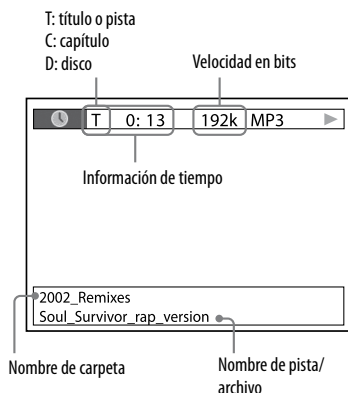 T: título o pista
C: capítulo
D: disco
Velocidad en bits
T 0: 13 192k MP3
Información de tiempo
2002_Remixes
Soul_Survivor_rap_version
Nombre de carpeta
Nombre de pista/
archivo